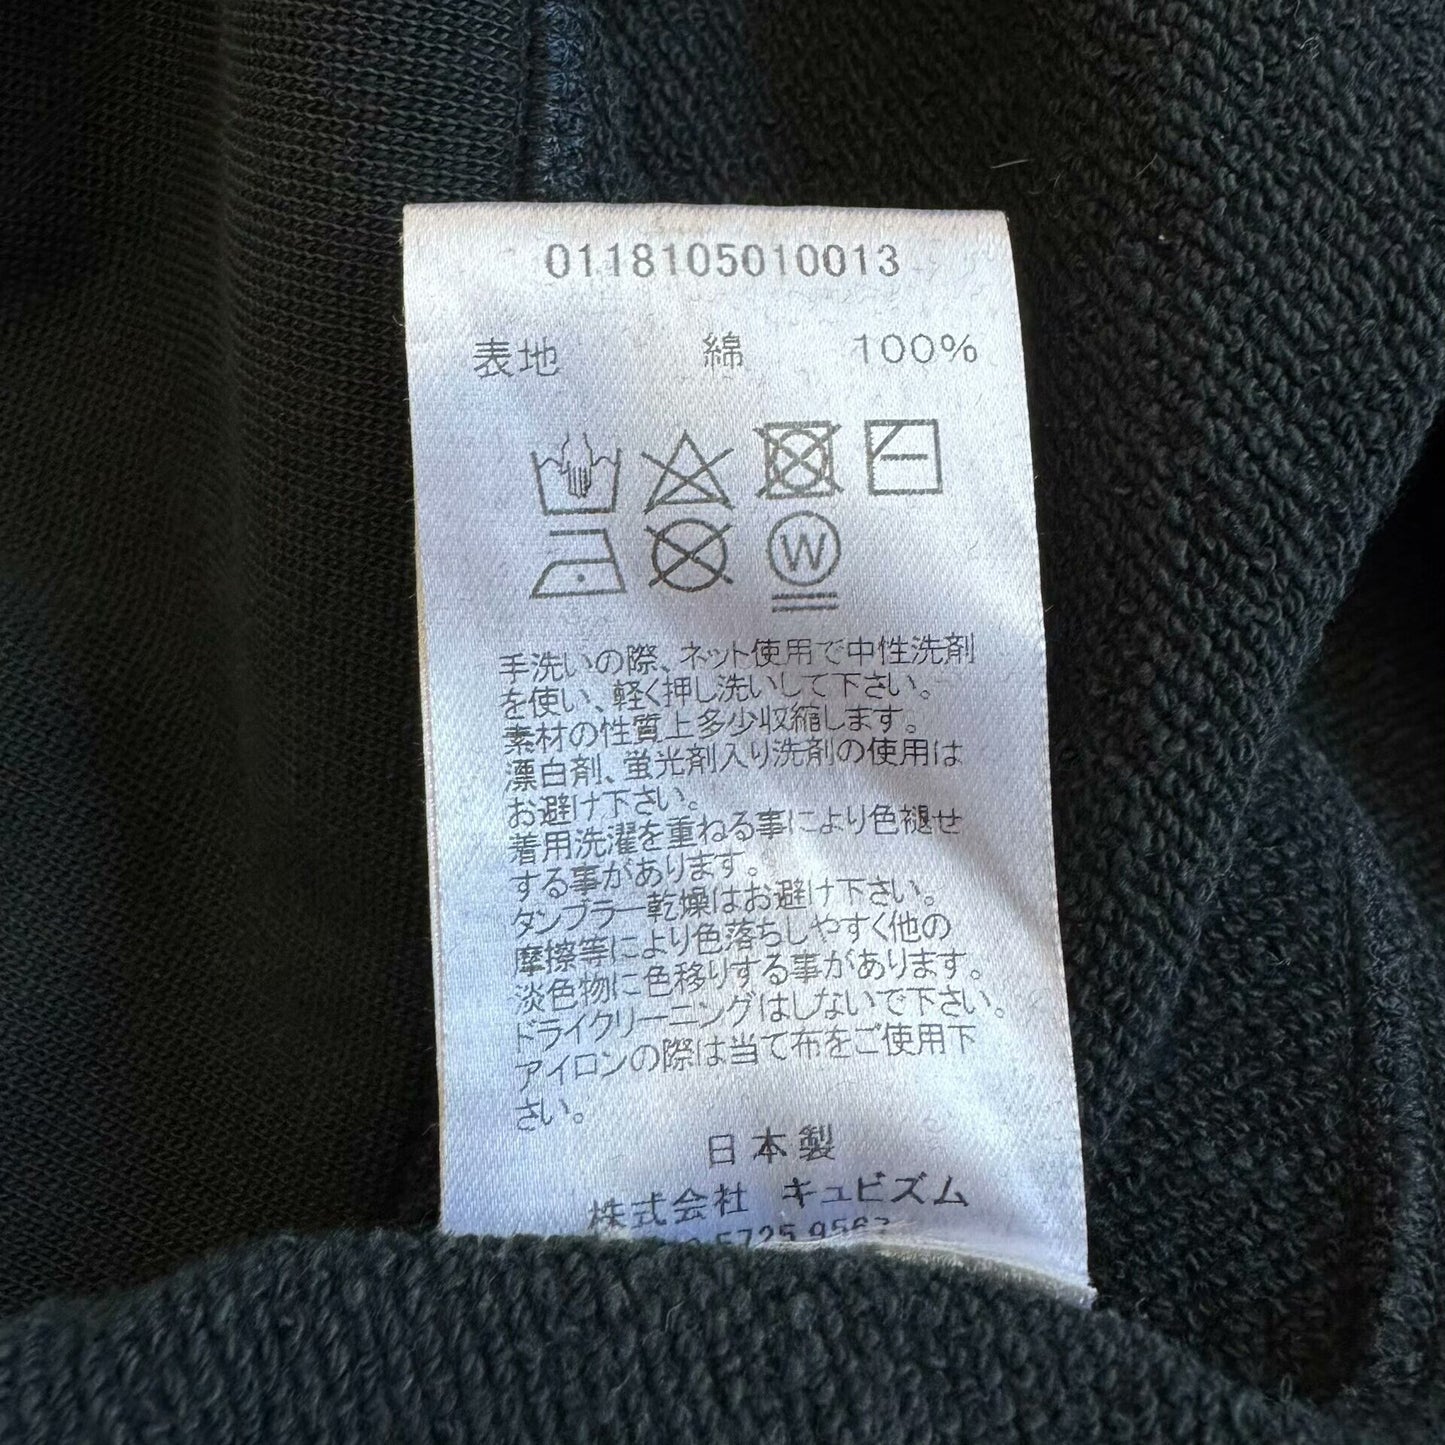 0118105010013
表地 綿 100%
W
手洗いの際、ネット使用で中性洗剤
を使い、軽く押し洗いして下さい。
素材の性質上多少収縮します。
漂白剤、蛍光剤入り洗剤の使用は
お避け下さい。
着用洗濯を重ねる事により色褪せ
する事があります。
タンブラー乾燥はお避け下さい。
摩擦等により色落ちしやすく他の
淡色物に色移りする事があります。
ドライクリーニングはしないで下さい。
アイロンの際は当て布をご使用下
さい。
日本製
株式会社 キュビズム
5725 9567